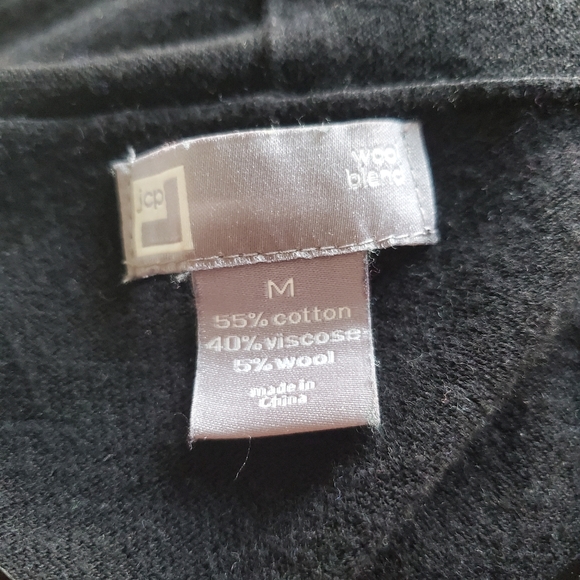 jcp
wool
blend
M
55% cotton
40% viscose
5% wool
made in
China